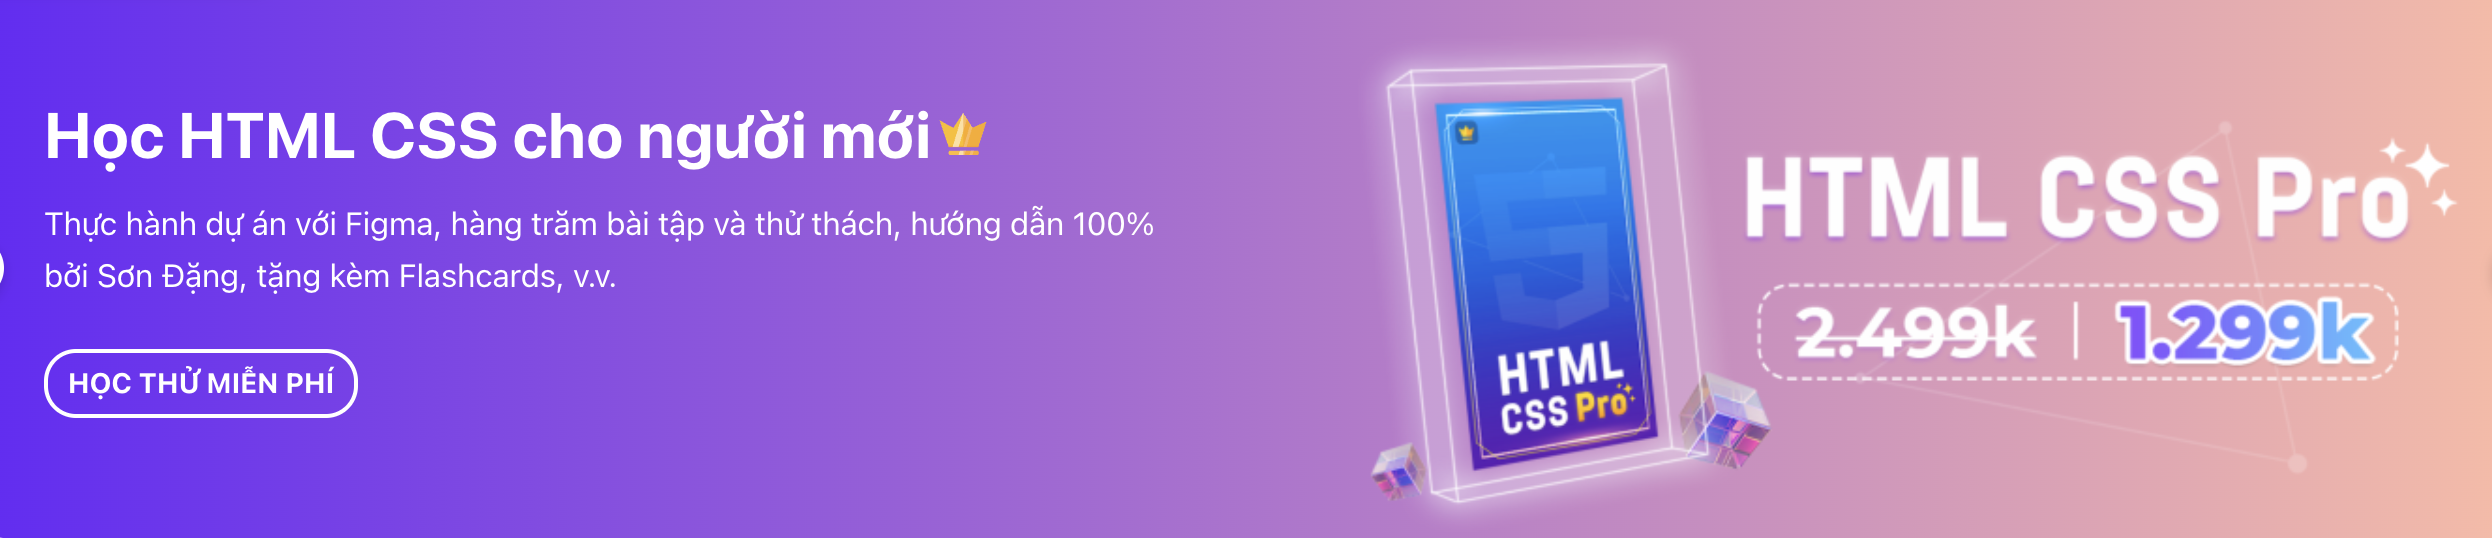 Học HTML CSS cho người mới
Thực hành dự án với Figma, hàng trăm bài tập và thử thách, hướng dẫn 100%
bởi Sơn Đặng, tặng kèm Flashcards, v.v.
HỌC THỬ MIỄN PHÍ
HTML
CSS Pro
HTML CSS Pro
2.499k | 1.299k